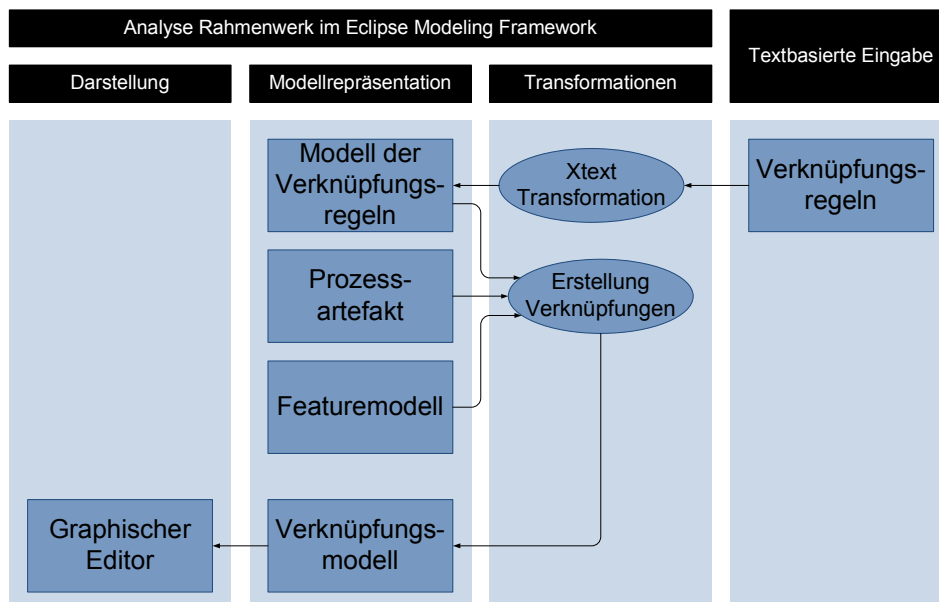 Analyse Rahmenwerk im Eclipse Modeling Framework
Textbasierte Eingabe
Darstellung
Modellrepräsentation
Transformationen
Modell der
Verknüpfungs-
regeln
Xtext
Transformation
Verknüpfungs-
regeln
Prozess-
artefakt
Erstellung
Verknüpfungen
Featuremodell
Graphischer
Editor
Verknüpfungs-
modell